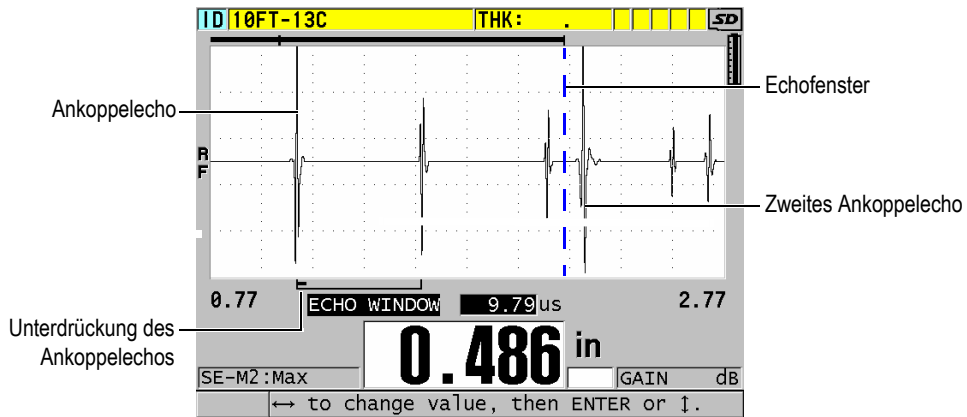 ID 10FT-13C THK: . SD
Ankoppelecho
Echofenster
RF
Zweites Ankoppelecho
0.77 ECHO WINDOW 9.79 us 2.77
Unterdrückung des
Ankoppelechos
0.486 in
SE-M2:Max GAIN dB
↔ to change value, then ENTER or ↕.